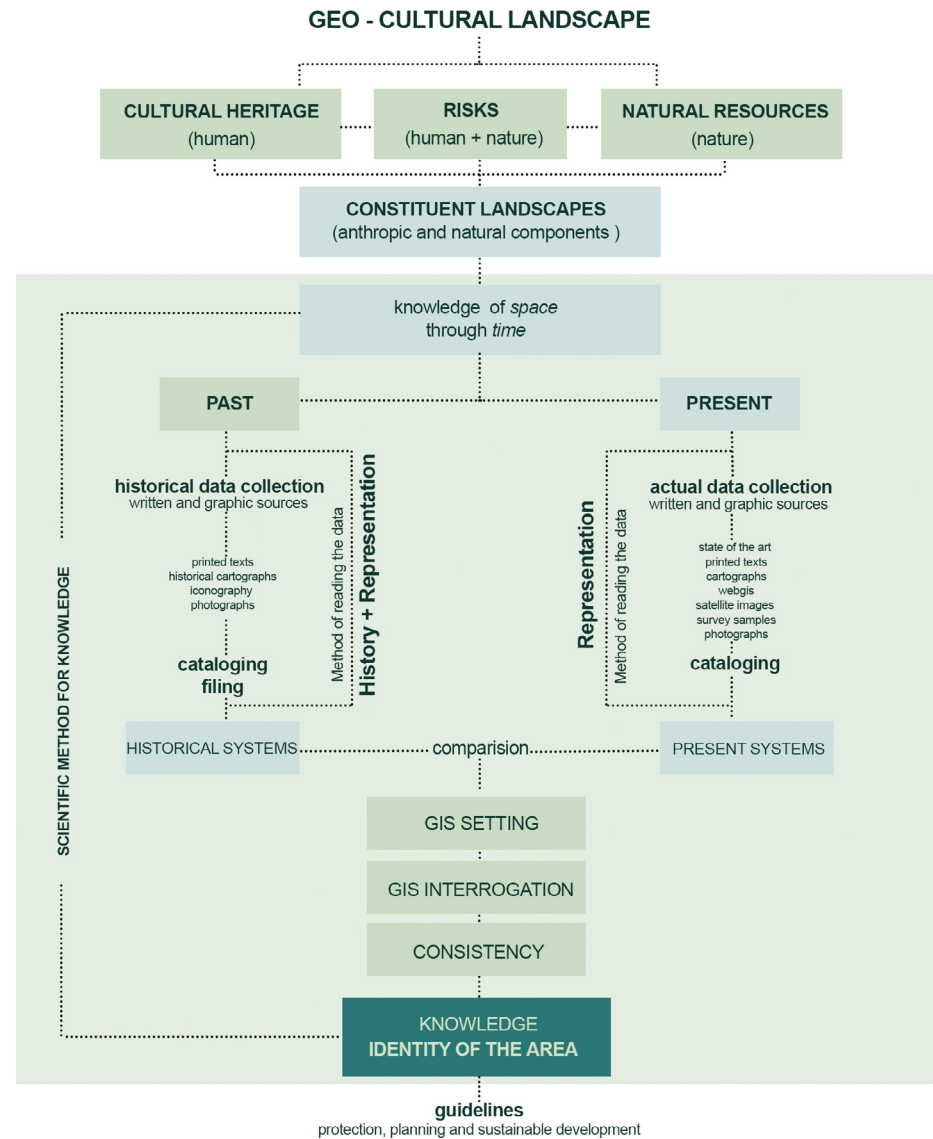 GEO - CULTURAL LANDSCAPE
CULTURAL HERITAGE
(human)
RISKS
(human + nature)
NATURAL RESOURCES
(nature)
CONSTITUENT LANDSCAPES
(anthropic and natural components )
knowledge of space
through time
SCIENTIFIC METHOD FOR KNOWLEDGE
PAST
historical data collection
written and graphic sources
printed texts
historical cartographs
iconography
photographs
cataloging
filing
Method of reading the data
History + Representation
HISTORICAL SYSTEMS
PRESENT
Representation
Method of reading the data
actual data collection
written and graphic sources
state of the art
printed texts
cartographs
webgis
satellite images
survey samples
photographs
cataloging
PRESENT SYSTEMS
comparision
GIS SETTING
GIS INTERROGATION
CONSISTENCY
KNOWLEDGE
IDENTITY OF THE AREA
guidelines
protection, planning and sustainable development